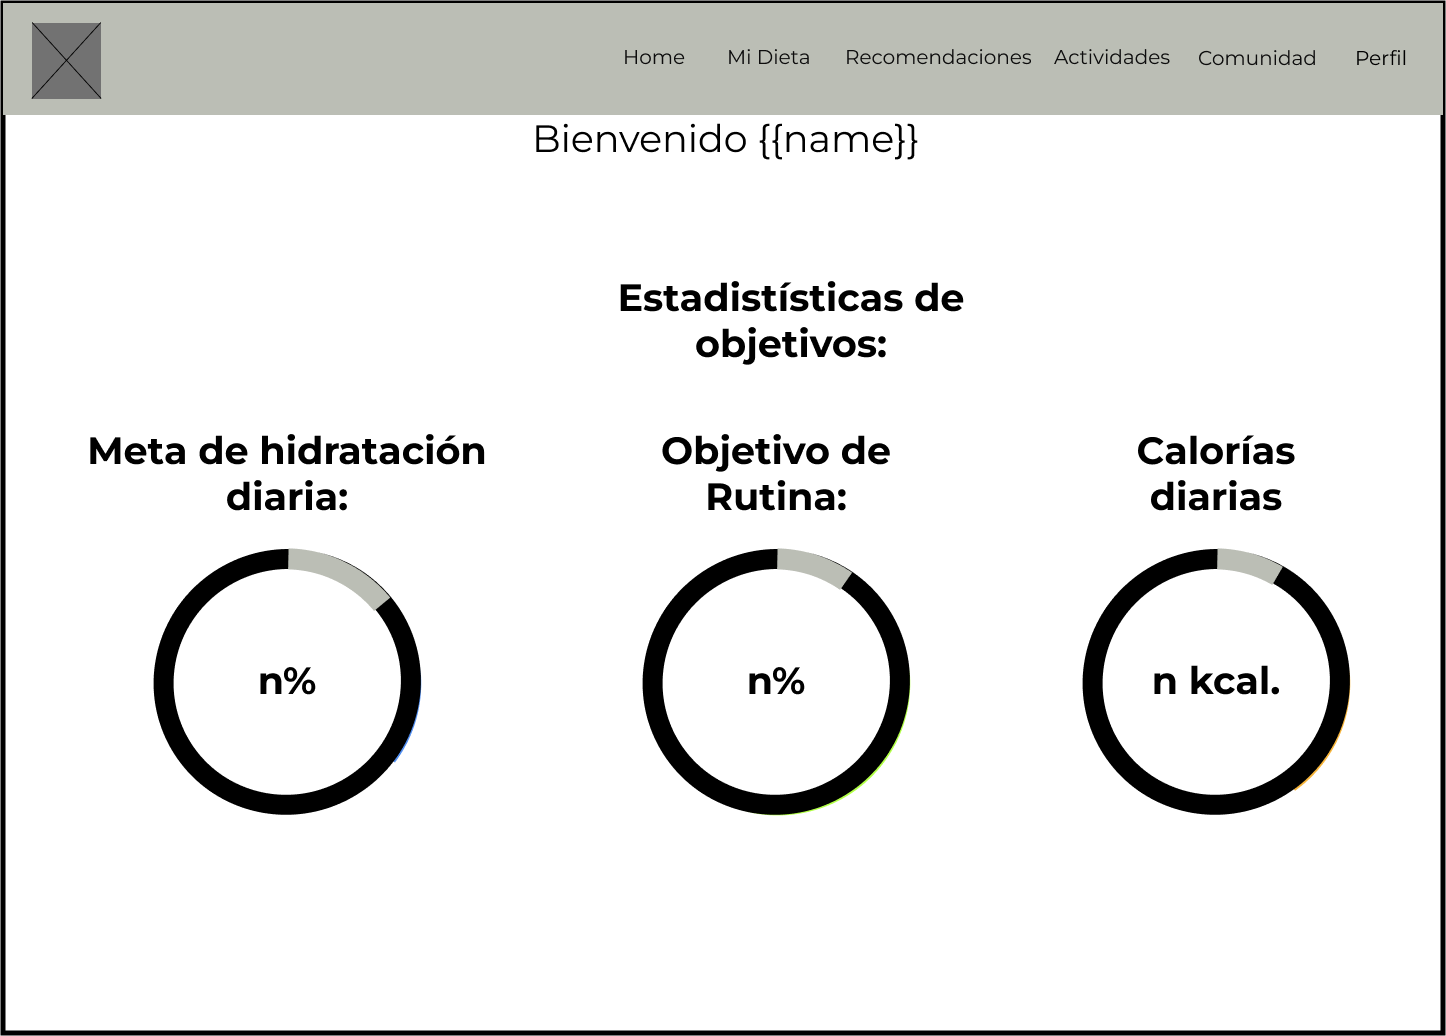 Home Mi Dieta Recomendaciones Actividades Comunidad Perfil
Bienvenido {{name}}
Estadistísticas de
objetivos:
Meta de hidratación
diaria:
Objetivo de
Rutina:
Calorías
diarias
n%
n%
n kcal.